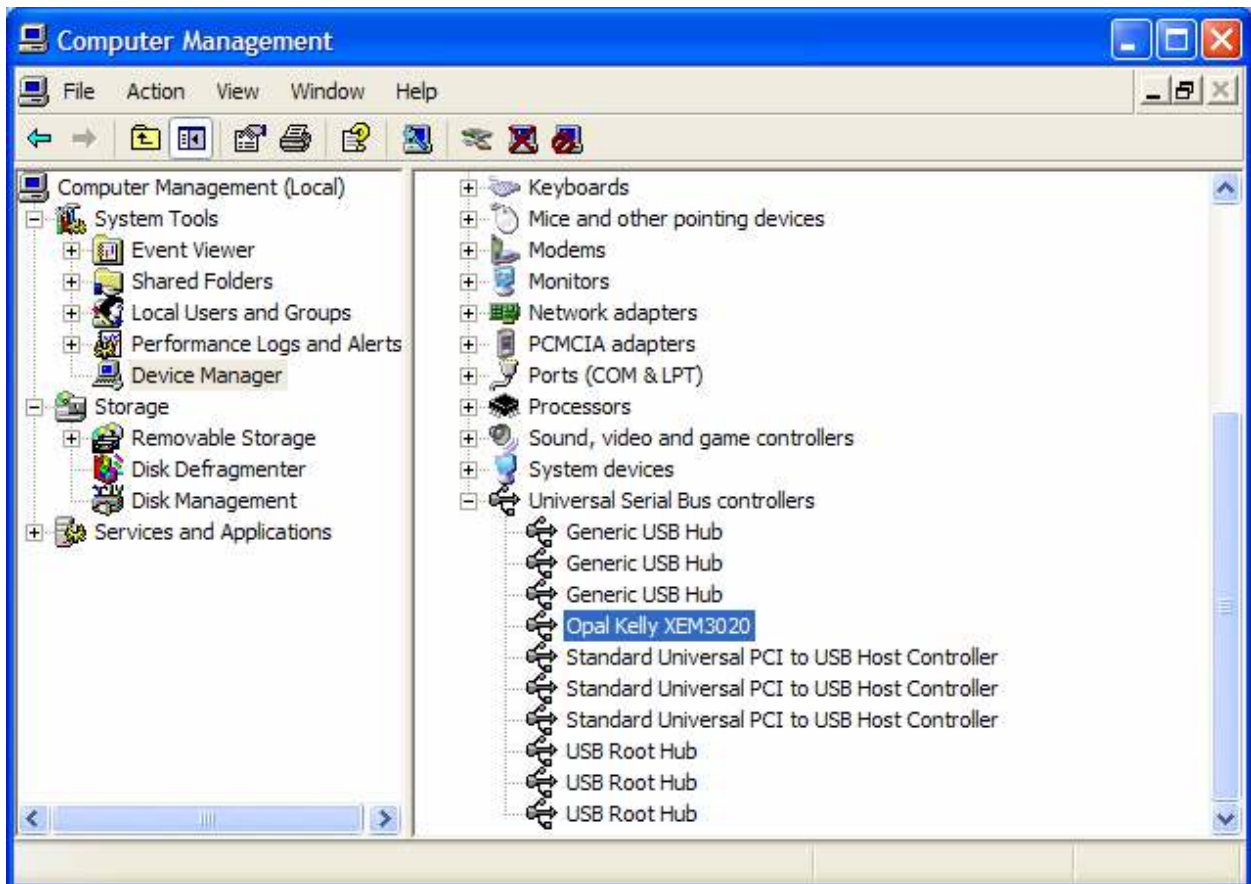 Computer Management
File Action View Window Help
Computer Management (Local)
System Tools
Event Viewer
Shared Folders
Local Users and Groups
Performance Logs and Alerts
Device Manager
Storage
Removable Storage
Disk Defragmenter
Disk Management
Services and Applications
Keyboards
Mice and other pointing devices
Modems
Monitors
Network adapters
PCMCIA adapters
Ports (COM & LPT)
Processors
Sound, video and game controllers
System devices
Universal Serial Bus controllers
Generic USB Hub
Generic USB Hub
Generic USB Hub
Opal Kelly XEM3020
Standard Universal PCI to USB Host Controller
Standard Universal PCI to USB Host Controller
Standard Universal PCI to USB Host Controller
USB Root Hub
USB Root Hub
USB Root Hub